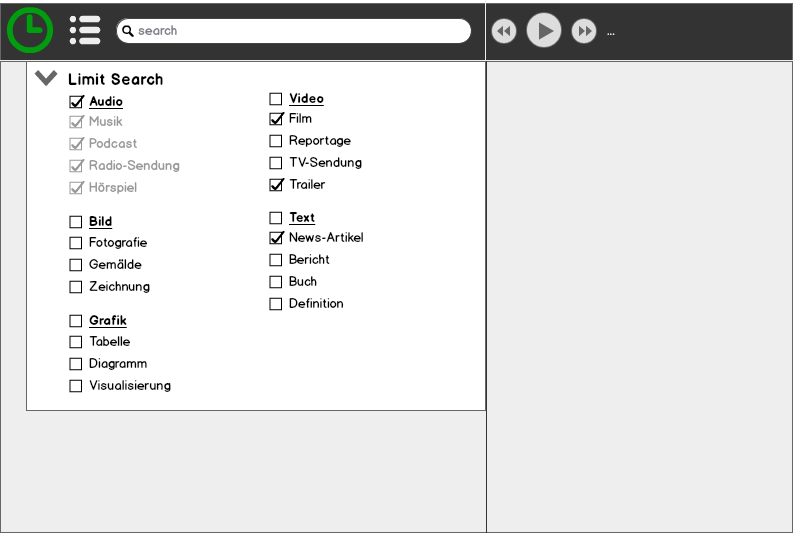 search
...
Limit Search
Audio
Musik
Podcast
Radio-Sendung
Hörspiel
Bild
Fotografie
Gemälde
Zeichnung
Grafik
Tabelle
Diagramm
Visualisierung
Video
Film
Reportage
TV-Sendung
Trailer
Text
News-Artikel
Bericht
Buch
Definition